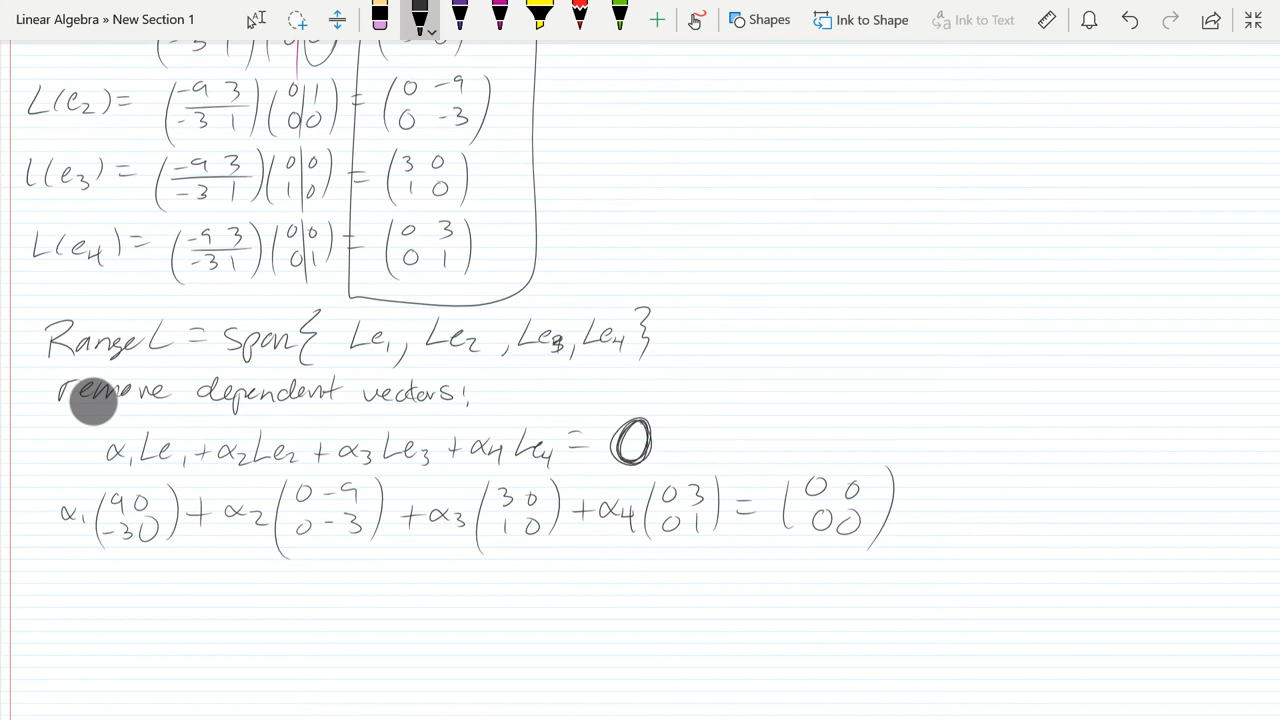 Linear Algebra » New Section 1 Shapes Ink to Shape Ink to Text
(-3 1)(0 0)
L(e₂) = (-9 3 / -3 1)(0 1 / 0 0) = (0 -9 / 0 -3)
L(e₃) = (-9 3 / -3 1)(0 0 / 1 0) = (3 0 / 1 0)
L(e₄) = (-9 3 / -3 1)(0 0 / 0 1) = (0 3 / 0 1)
Range L = span{ Le₁, Le₂, Le₃, Le₄ }
remove dependent vectors:
α₁Le₁ + α₂Le₂ + α₃Le₃ + α₄Le₄ = 0
α₁(9 0 / -3 0) + α₂(0 -9 / 0 -3) + α₃(3 0 / 1 0) + α₄(0 3 / 0 1) = (0 0 / 0 0)